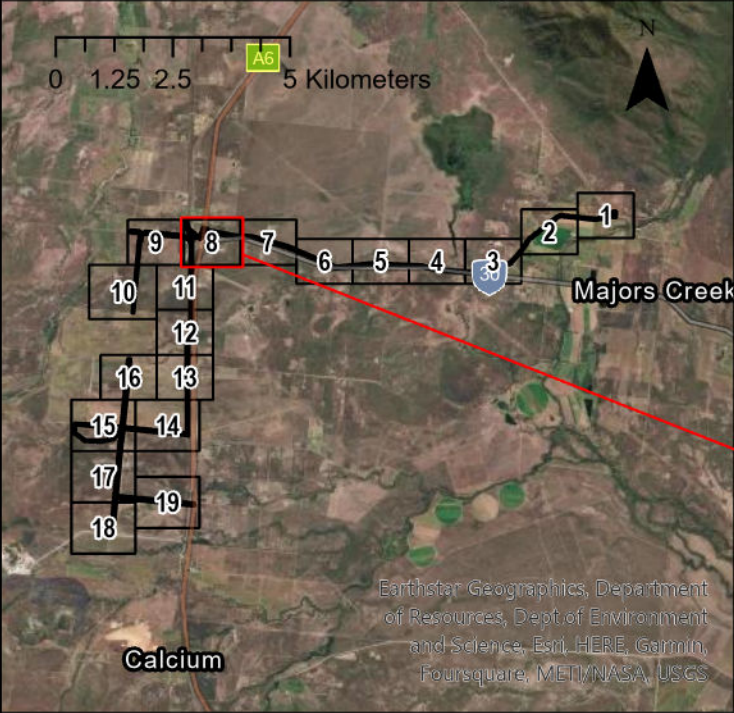 N
A6
0 1.25 2.5 5 Kilometers
1
2
9 8 7
6 5 4 3
30
10 11
Majors Creek
12
16 13
15 14
17
19
18
Earthstar Geographics, Department
of Resources, Dept.of Environment
and Science, Esri, HERE, Garmin,
Foursquare, METI/NASA, USGS
Calcium